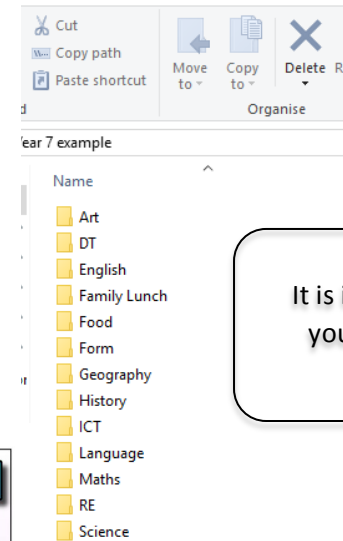 Cut
Copy path
Paste shortcut
Move to
Copy to
Delete
Organise
Year 7 example
Name
Art
DT
English
Family Lunch
Food
Form
Geography
History
ICT
Language
Maths
RE
Science
It is
you